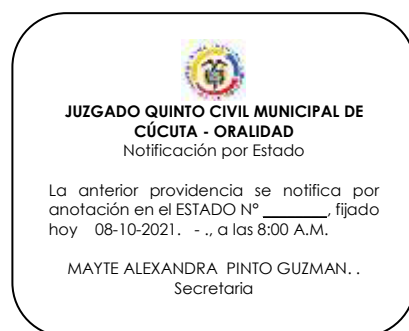 JUZGADO QUINTO CIVIL MUNICIPAL DE
CÚCUTA - ORALIDAD
Notificación por Estado
La anterior providencia se notifica por
anotación en el ESTADO N° _______, fijado
hoy 08-10-2021. - ., a las 8:00 A.M.
MAYTE ALEXANDRA PINTO GUZMAN. .
Secretaria